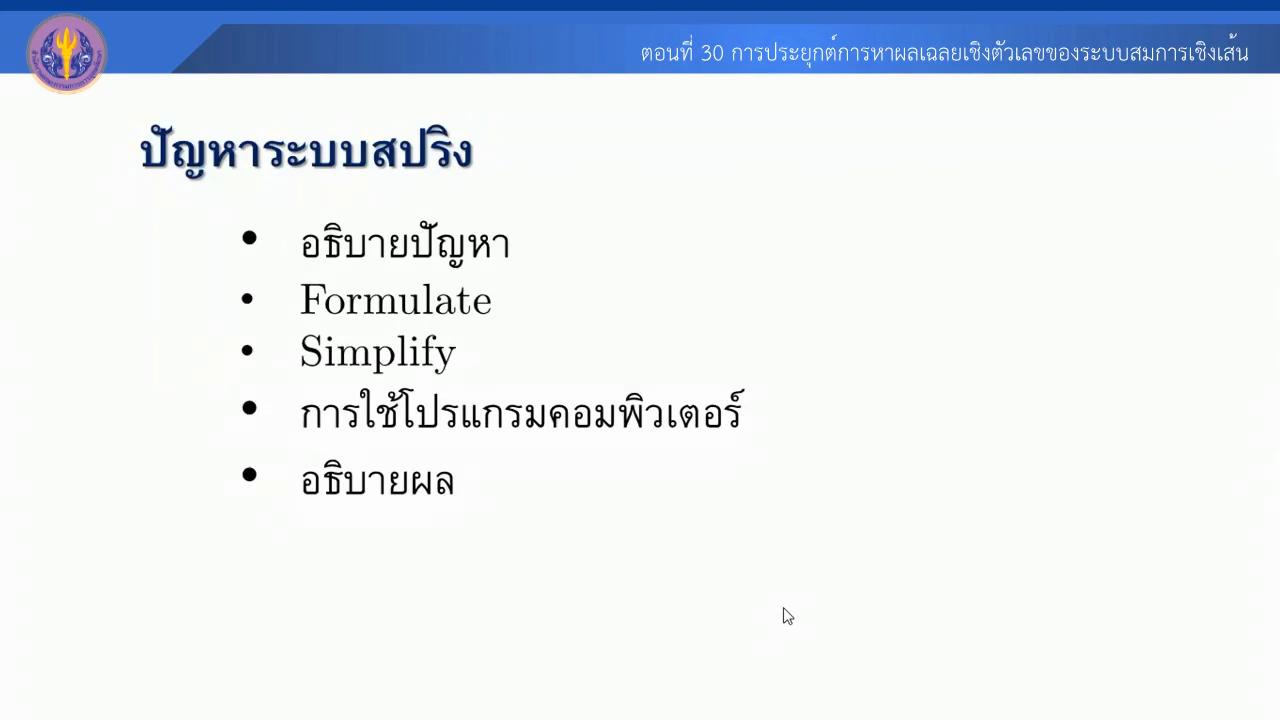 ตอนที่ 30 การประยุกต์การหาผลเฉลยเชิงตัวเลขของระบบสมการเชิงเส้น
ปัญหาระบบสปริง
• อธิบายปัญหา
• Formulate
• Simplify
• การใช้โปรแกรมคอมพิวเตอร์
• อธิบายผล